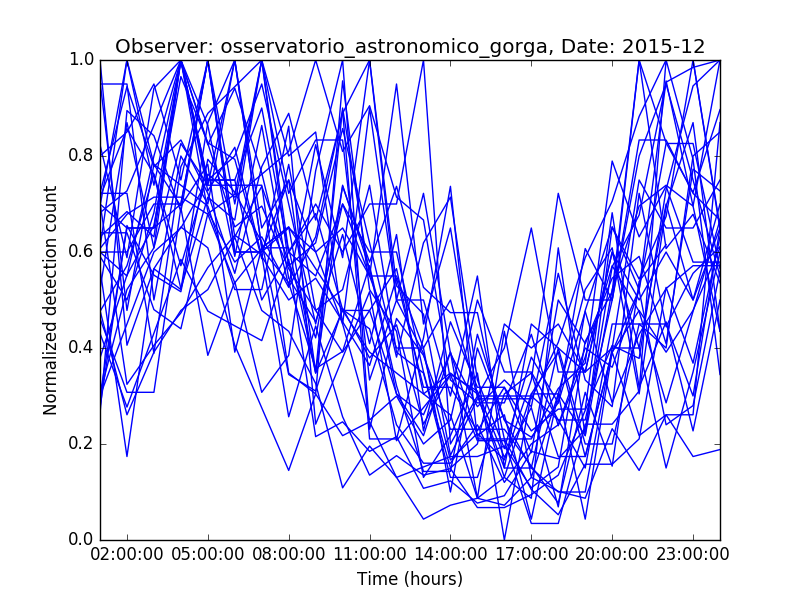 Observer: osservatorio_astronomico_gorga, Date: 2015-12
1.0
0.8
0.6
0.4
0.2
0.0
Normalized detection count
02:00:00 05:00:00 08:00:00 11:00:00 14:00:00 17:00:00 20:00:00 23:00:00
Time (hours)